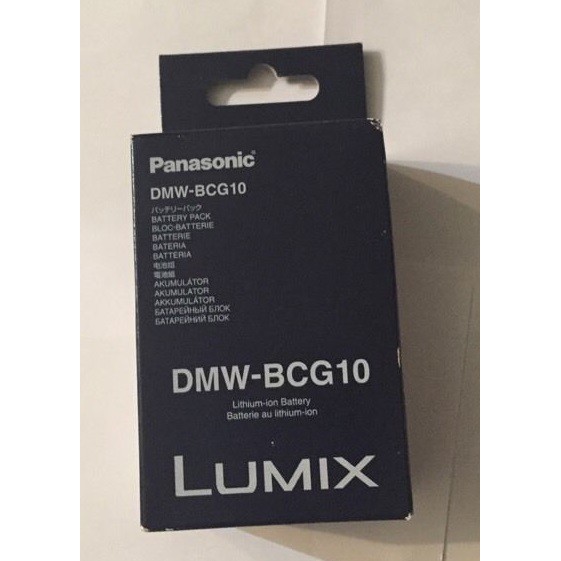 Panasonic
DMW-BCG10
バッテリーパック
BATTERY PACK
BLOC-BATTERIE
BATTERIE
BATERIA
BATTERIA
电池组
電池組
AKUMULÁTOR
AKUMULATOR
AKKUMULÁTOR
БАТАРЕЙНЫЙ БЛОК
БАТАРЕЙНИЙ БЛОК
DMW-BCG10
Lithium-ion Battery
Batterie au lithium-ion
LUMIX